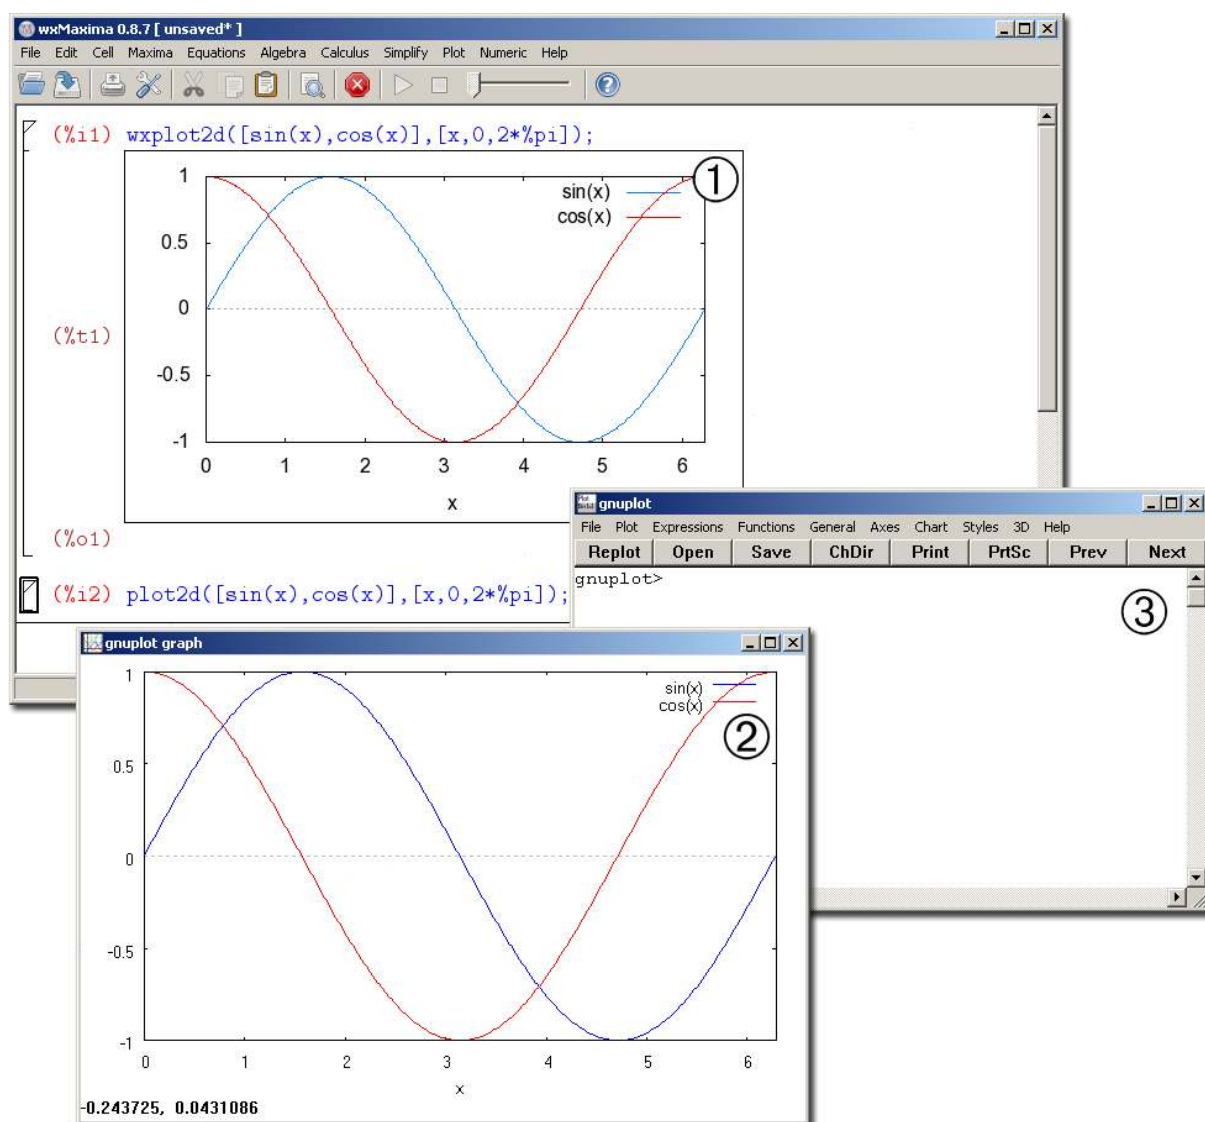 wxMaxima 0.8.7 [ unsaved* ]
File Edit Cell Maxima Equations Algebra Calculus Simplify Plot Numeric Help
(%i1) wxplot2d([sin(x),cos(x)],[x,0,2*%pi]);
①
sin(x)
cos(x)
1
0.5
0
-0.5
-1
0 1 2 3 4 5 6
x
(%t1)
(%o1)
(%i2) plot2d([sin(x),cos(x)],[x,0,2*%pi];
gnuplot
File Plot Expressions Functions General Axes Chart Styles 3D Help
Replot Open Save ChDir Print PrtSc Prev Next
gnuplot>
③
gnuplot graph
sin(x)
cos(x)
②
1
0.5
0
-0.5
-1
0 1 2 3 4 5 6
x
-0.243725, 0.0431086